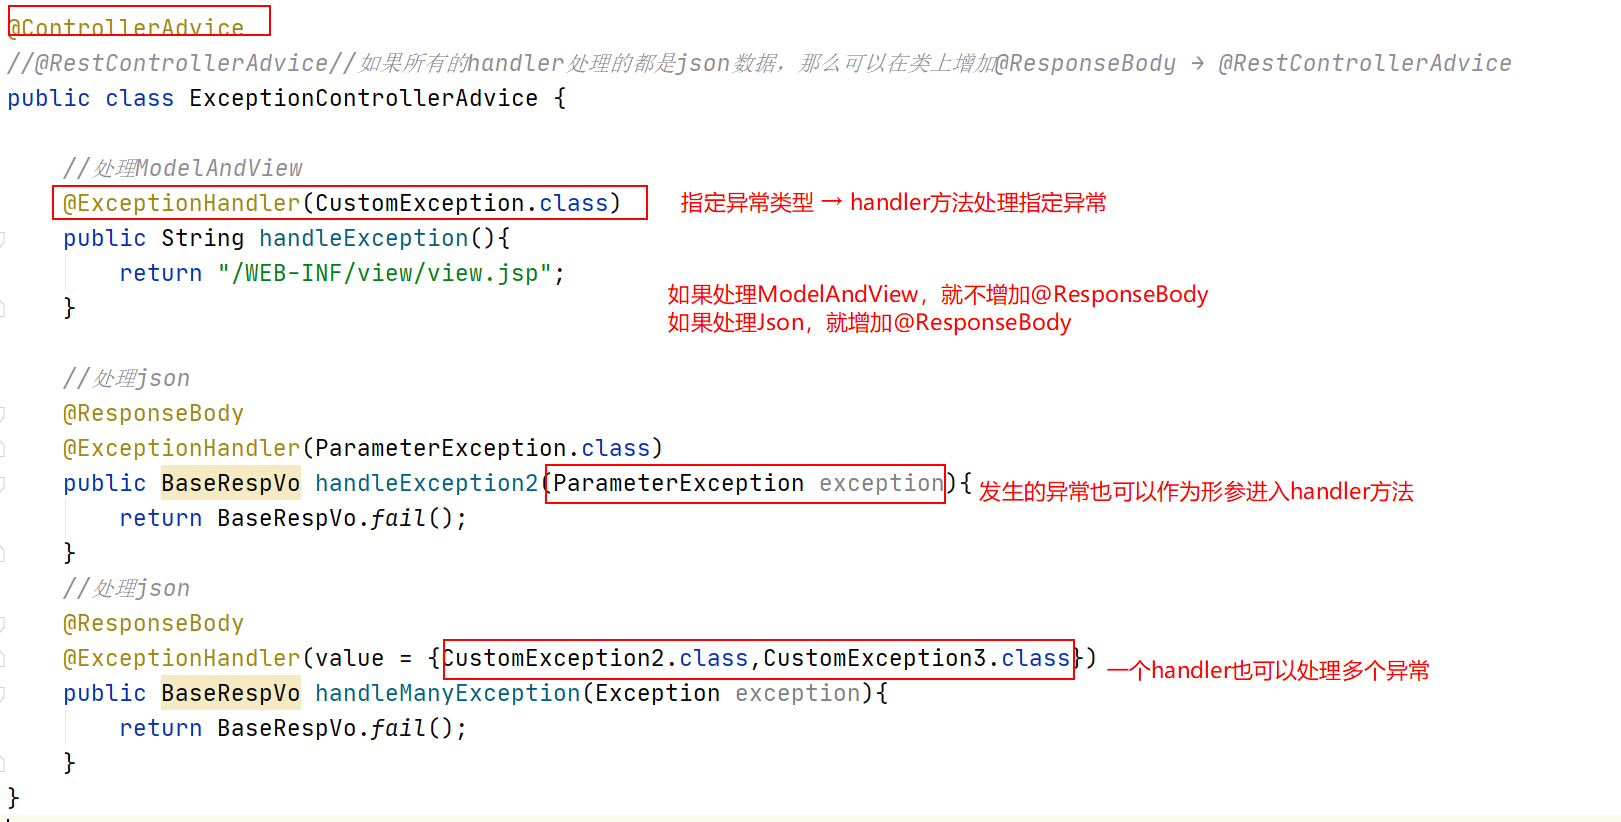 @ControllerAdvice
//@RestControllerAdvice//如果所有的handler处理的都是json数据，那么可以在类上增加@ResponseBody → @RestControllerAdvice
public class ExceptionControllerAdvice {
//处理ModelAndView
@ExceptionHandler(CustomException.class) 指定异常类型 → handler方法处理指定异常
public String handleException(){
return "/WEB-INF/view/view.jsp";
如果处理ModelAndView，就不增加@ResponseBody
}
如果处理Json，就增加@ResponseBody
//处理json
@ResponseBody
@ExceptionHandler(ParameterException.class)
public BaseRespVo handleException2(ParameterException exception){ 发生的异常也可以作为形参进入handler方法
return BaseRespVo.fail();
}
//处理json
@ResponseBody
@ExceptionHandler(value = {CustomException2.class,CustomException3.class}) 一个handler也可以处理多个异常
public BaseRespVo handleManyException(Exception exception){
return BaseRespVo.fail();
}
}